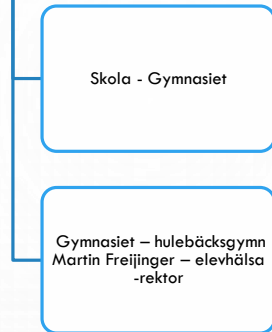 Skola - Gymnasiet
Gymnasiet – hulebäcksgymn
Martin Freijinger – elevhälsa
-rektor